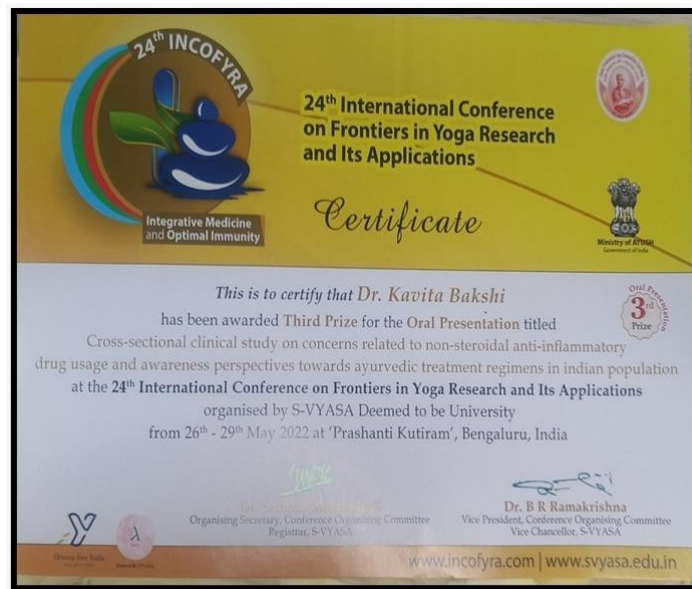 24th INCOFYRA
Integrative Medicine
and Optimal Immunity
24th International Conference
on Frontiers in Yoga Research
and Its Applications
Certificate
Ministry of AYUSH
Government of India
This is to certify that Dr. Kavita Bakshi
has been awarded Third Prize for the Oral Presentation titled
Cross-sectional clinical study on concerns related to non-steroidal anti-inflammatory
drug usage and awareness perspectives towards ayurvedic treatment regimens in indian population
at the 24th International Conference on Frontiers in Yoga Research and Its Applications
organised by S-VYASA Deemed to be University
from 26th - 29th May 2022 at 'Prashanti Kutiram', Bengaluru, India
Oral Presentation
3rd
Prize
Organising Secretary, Conference Organising Committee
Registrar, S-VYASA
Dr. B R Ramakrishna
Vice President, Conference Organising Committee
Vice Chancellor, S-VYASA
www.incofyra.com | www.svyasa.edu.in